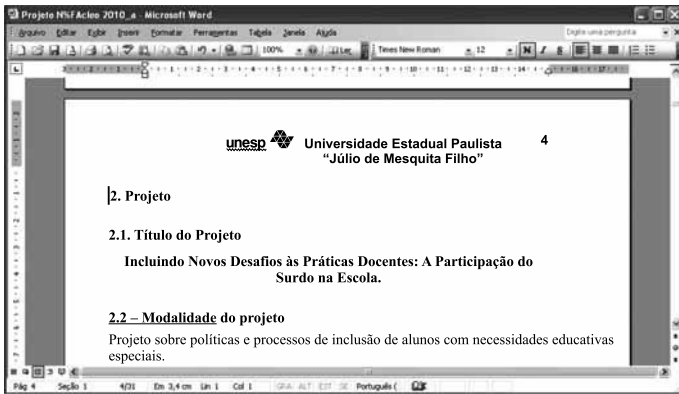 Projeto N%FAcleo 2010_a - Microsoft Word
Arquivo Editar Exibir Inserir Formatar Ferramentas Tabela Janela Ajuda Digite uma pergunta
100% Ler Times New Roman 12 N I S
unesp Universidade Estadual Paulista 4
“Júlio de Mesquita Filho”
2. Projeto
2.1. Título do Projeto
Incluindo Novos Desafios às Práticas Docentes: A Participação do
Surdo na Escola.
2.2 – Modalidade do projeto
Projeto sobre políticas e processos de inclusão de alunos com necessidades educativas
especiais.
Pág 4 Seção 1 4/31 Em 3,4 cm Lin 1 Col 1 GRA ALT EST SE Português (